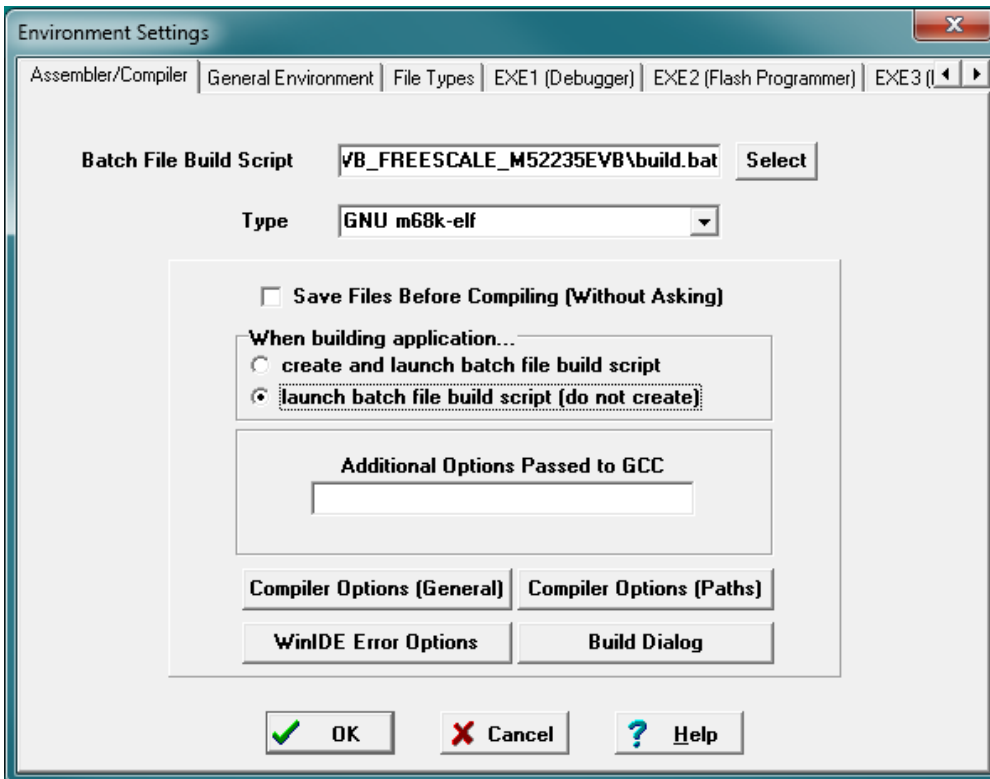 Environment Settings
Assembler/Compiler General Environment File Types EXE1 (Debugger) EXE2 (Flash Programmer) EXE3 (
Batch File Build Script VB_FREESCALE_M52235EVB\build.bat Select
Type GNU m68k-elf
Save Files Before Compiling (Without Asking)
When building application...
create and launch batch file build script
launch batch file build script (do not create)
Additional Options Passed to GCC
Compiler Options (General) Compiler Options (Paths)
WinIDE Error Options Build Dialog
OK Cancel Help